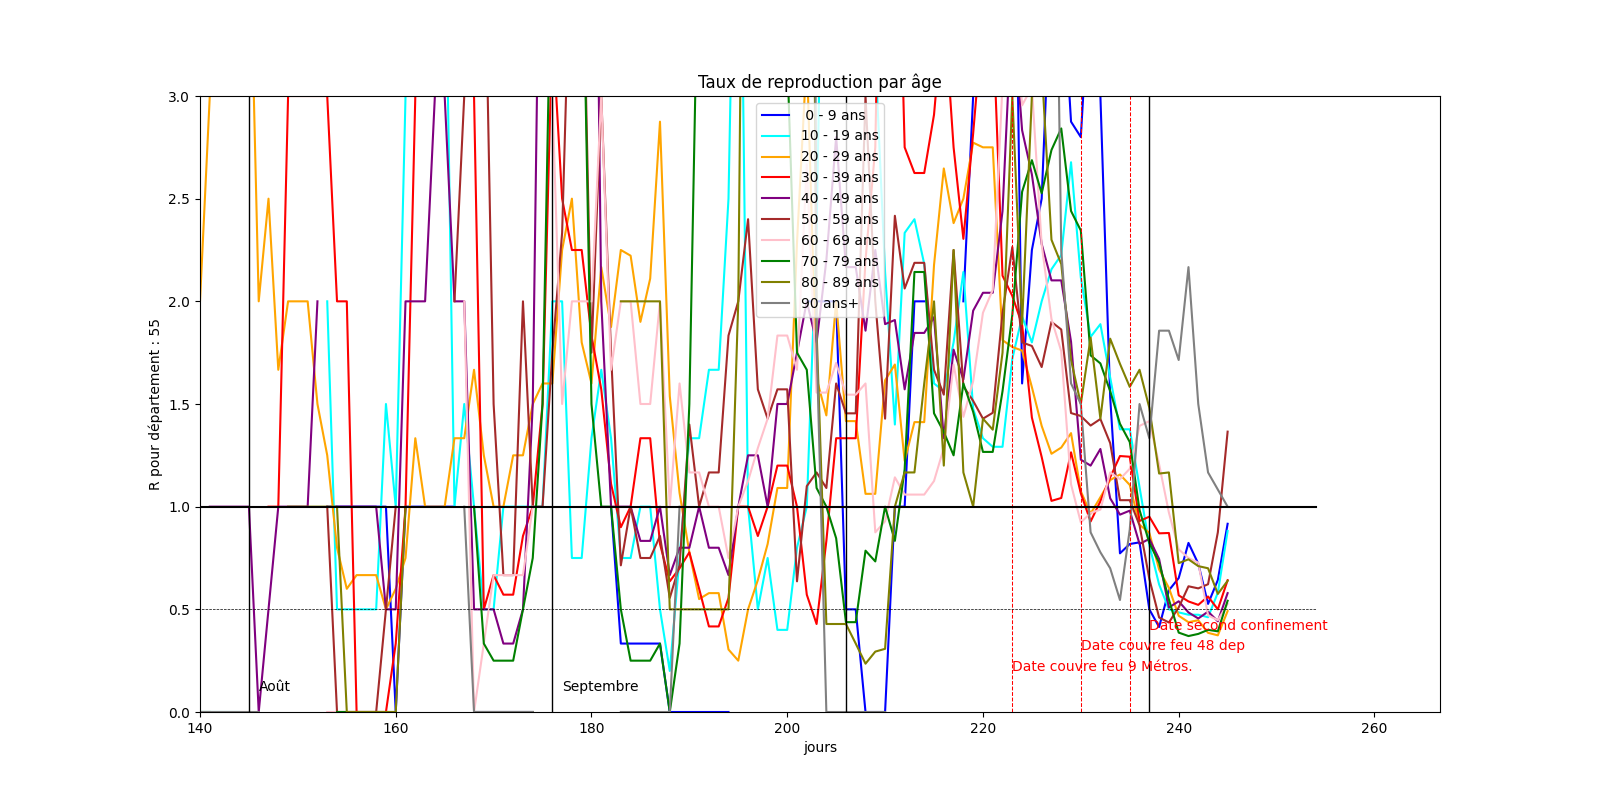 Taux de reproduction par âge
R pour département : 55
3.0
2.5
2.0
1.5
1.0
0.5
0.0
0 - 9 ans
10 - 19 ans
20 - 29 ans
30 - 39 ans
40 - 49 ans
50 - 59 ans
60 - 69 ans
70 - 79 ans
80 - 89 ans
90 ans+
Date second confinement
Date couvre feu 48 dep
Date couvre feu 9 Métros.
Août
Septembre
140 160 180 200 220 240 260
jours